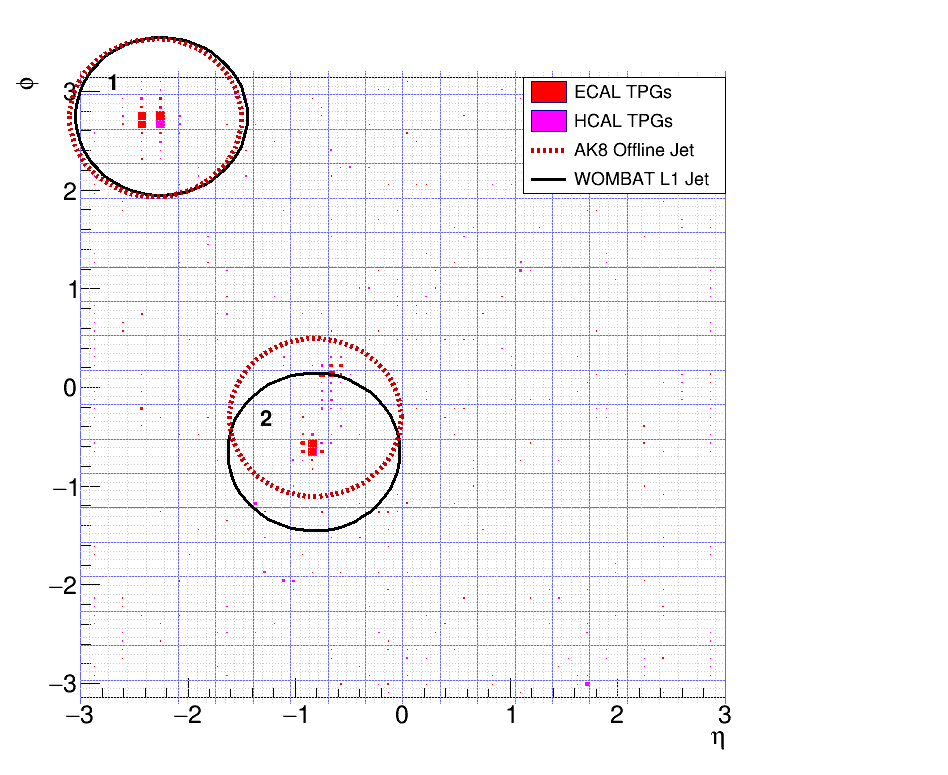 ϕ
3
2
1
0
−1
−2
−3
−3 −2 −1 0 1 2 3
η
1
2
ECAL TPGs
HCAL TPGs
AK8 Offline Jet
WOMBAT L1 Jet